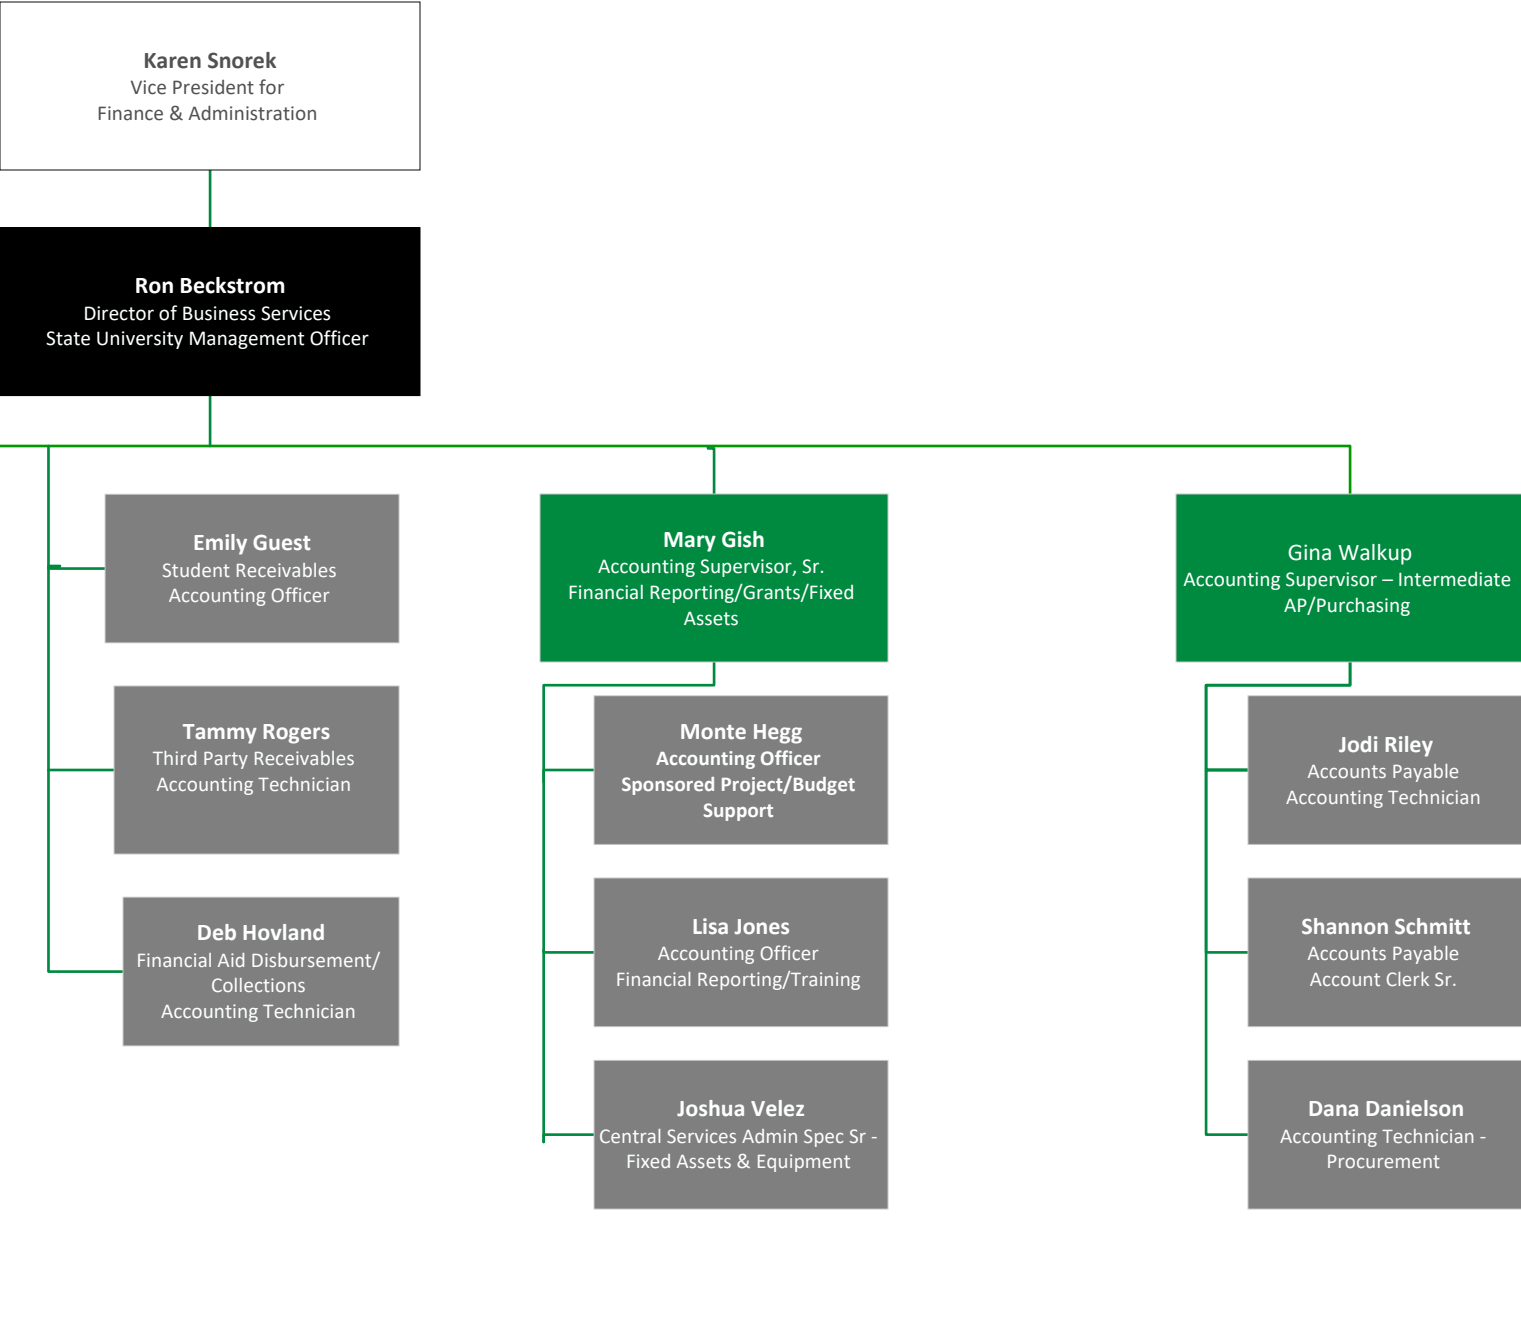 Karen Snorek
Vice President for
Finance & Administration
Ron Beckstrom
Director of Business Services
State University Management Officer
Emily Guest
Student Receivables
Accounting Officer
Tammy Rogers
Third Party Receivables
Accounting Technician
Deb Hovland
Financial Aid Disbursement/
Collections
Accounting Technician
Mary Gish
Accounting Supervisor, Sr.
Financial Reporting/Grants/Fixed
Assets
Monte Hegg
Accounting Officer
Sponsored Project/Budget
Support
Lisa Jones
Accounting Officer
Financial Reporting/Training
Joshua Velez
Central Services Admin Spec Sr -
Fixed Assets & Equipment
Gina Walkup
Accounting Supervisor – Intermediate
AP/Purchasing
Jodi Riley
Accounts Payable
Accounting Technician
Shannon Schmitt
Accounts Payable
Account Clerk Sr.
Dana Danielson
Accounting Technician -
Procurement